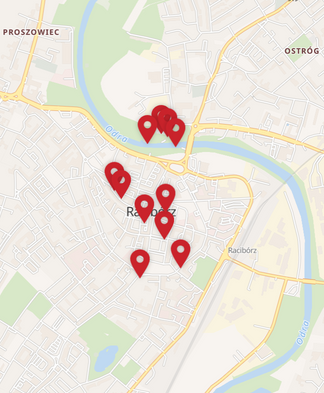 PROSZOWIEC
OSTRÓG
Odra
Racibórz
Racibórz
Odra